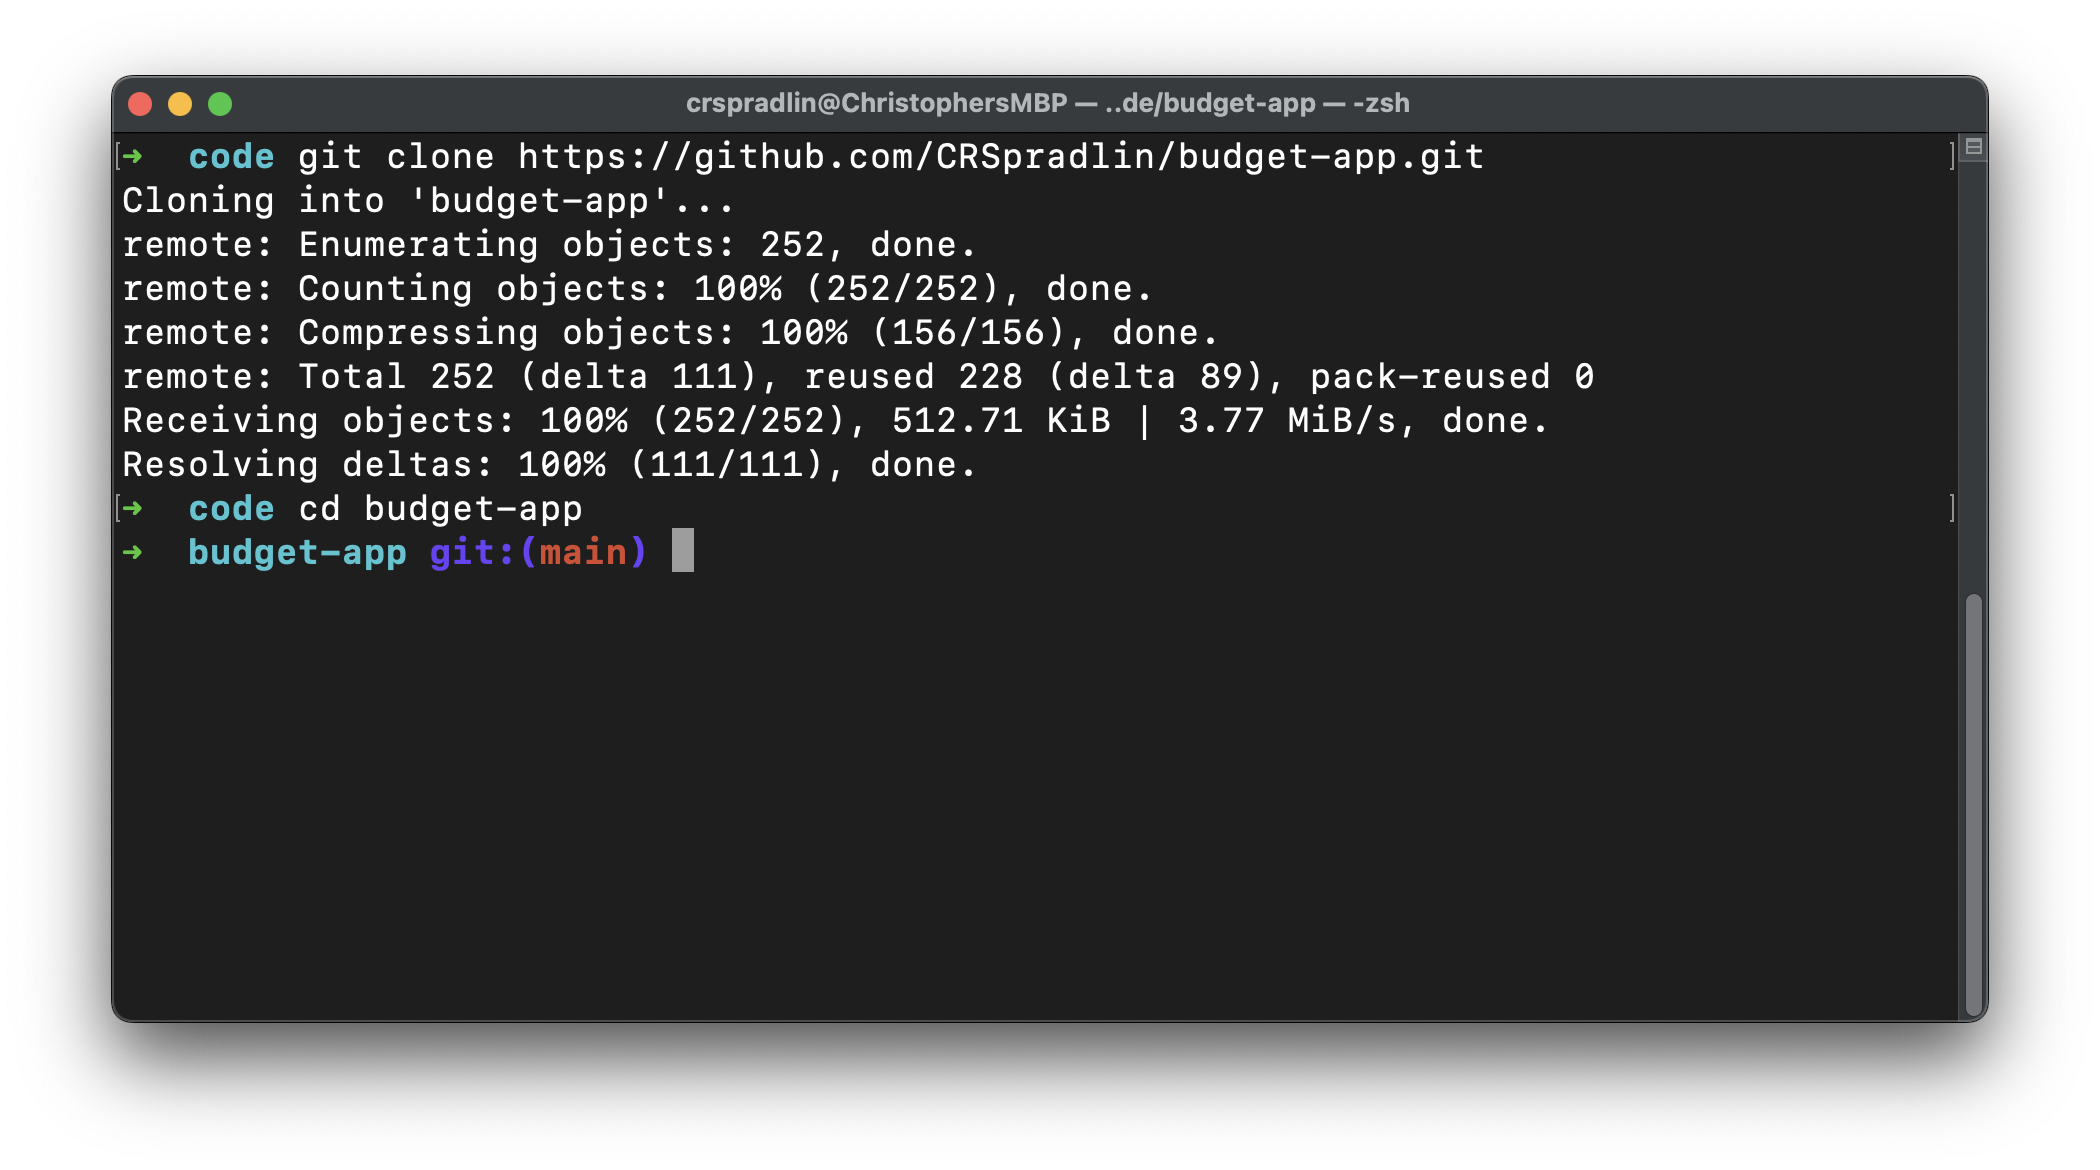 crspradlin@ChristophersMBP — ..de/budget-app — -zsh
[➜  code git clone https://github.com/CRSpradlin/budget-app.git ]
Cloning into 'budget-app'...
remote: Enumerating objects: 252, done.
remote: Counting objects: 100% (252/252), done.
remote: Compressing objects: 100% (156/156), done.
remote: Total 252 (delta 111), reused 228 (delta 89), pack-reused 0
Receiving objects: 100% (252/252), 512.71 KiB | 3.77 MiB/s, done.
Resolving deltas: 100% (111/111), done.
[➜  code cd budget-app ]
➜  budget-app git:(main)